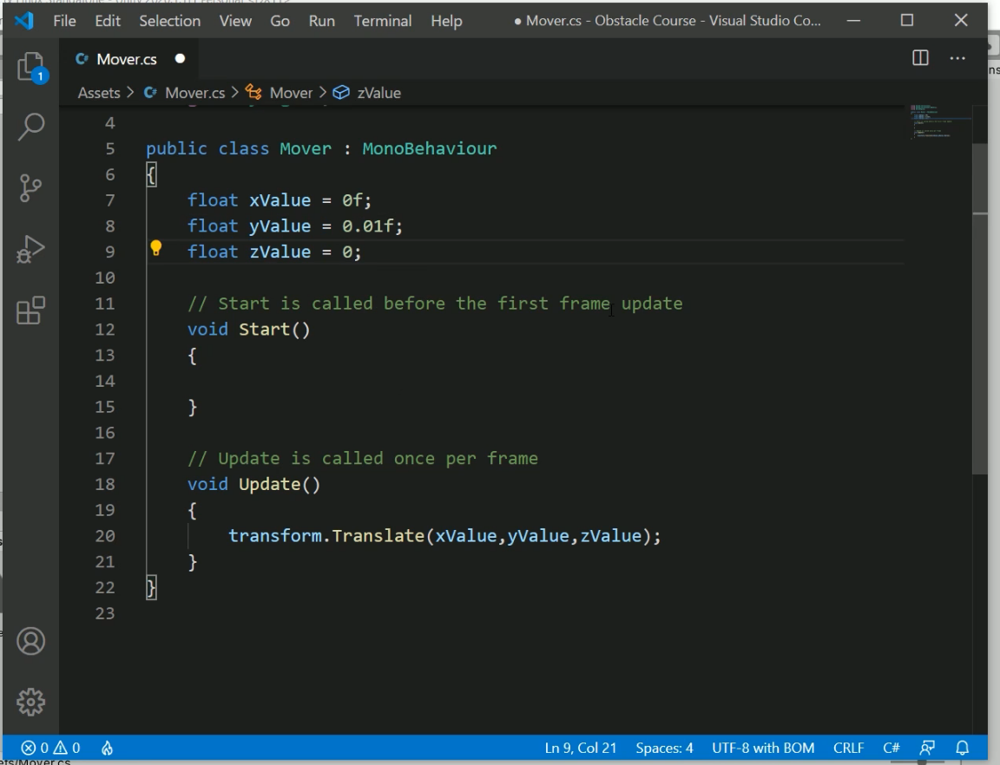 File Edit Selection View Go Run Terminal Help ● Mover.cs - Obstacle Course - Visual Studio Co...
Mover.cs ●
1
Assets > Mover.cs > Mover > zValue
4
5 public class Mover : MonoBehaviour
6 {
7 float xValue = 0f;
8 float yValue = 0.01f;
9 float zValue = 0;
10
11 // Start is called before the first frame update
12 void Start()
13 {
14
15 }
16
17 // Update is called once per frame
18 void Update()
19 {
20 transform.Translate(xValue,yValue,zValue);
21 }
22 }
23
0 0 Ln 9, Col 21 Spaces: 4 UTF-8 with BOM CRLF C#